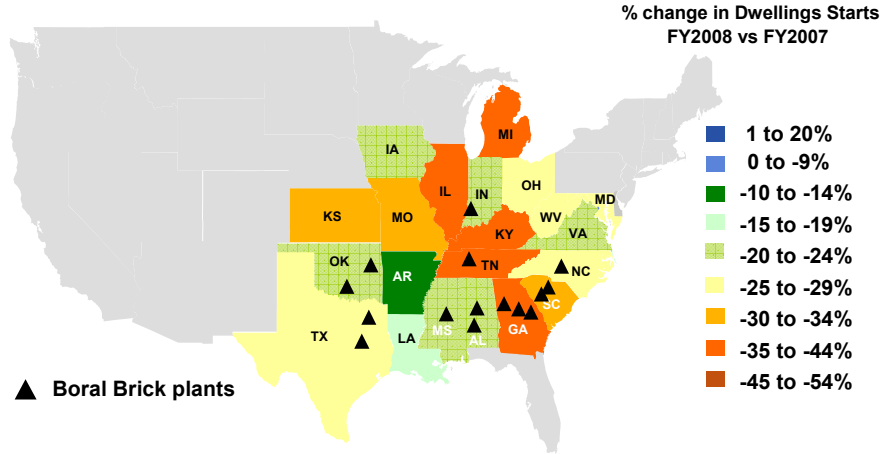 % change in Dwellings Starts
FY2008 vs FY2007
1 to 20%
0 to -9%
-10 to -14%
-15 to -19%
-20 to -24%
-25 to -29%
-30 to -34%
-35 to -44%
-45 to -54%
MI
IA
IL
IN
OH
MD
KS
MO
WV
KY
VA
OK
AR
TN
NC
TX
LA
MS
AL
GA
SC
Boral Brick plants